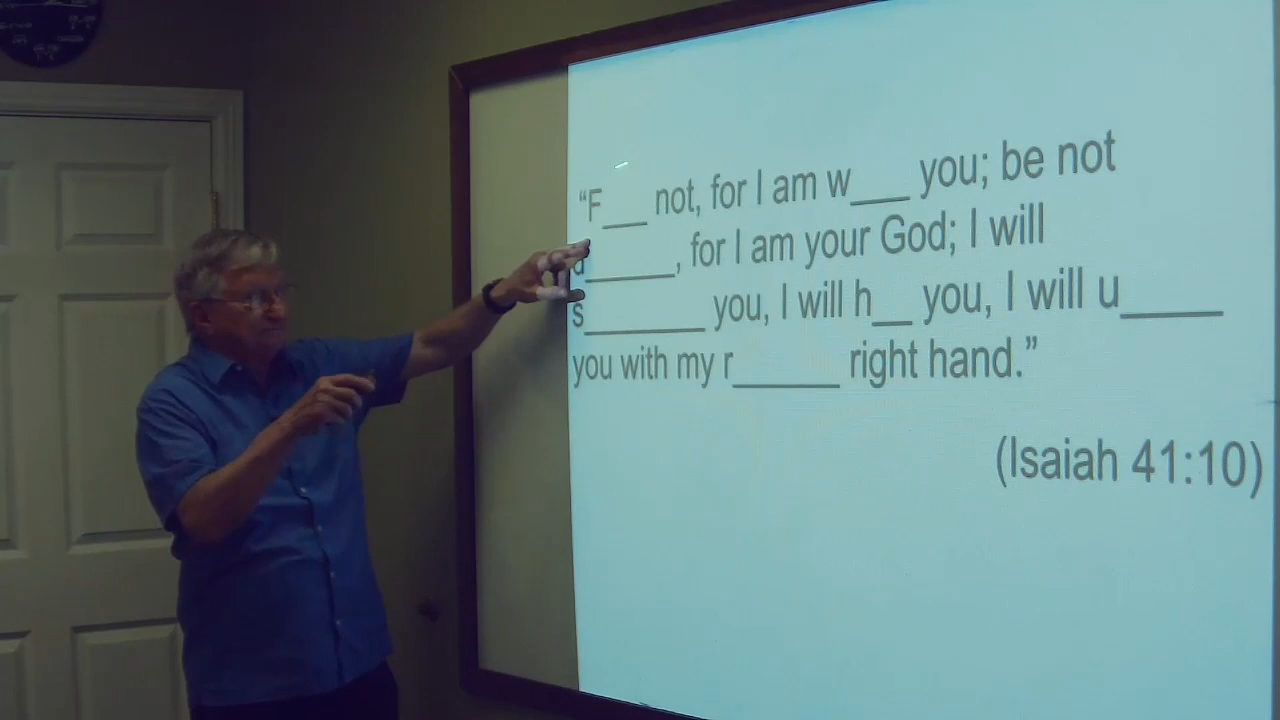 “F___ not, for I am w___ you; be not
d______, for I am your God; I will
s________ you, I will h__ you, I will u_____
you with my r______ right hand.”
(Isaiah 41:10)